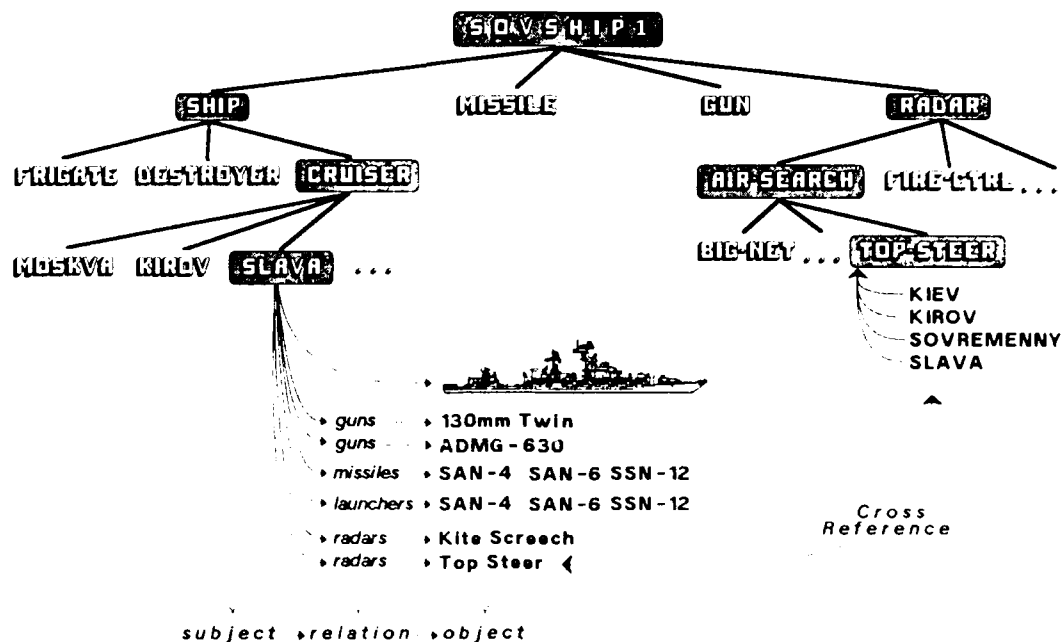 SOVSHIP1
SHIP MISSILE GUN RADAR
FRIGATE DESTROYER CRUISER AIR-SEARCH FIRE-CTRL ...
MOSKVA KIROV SLAVA ... BIG-NET ... TOP-STEER
KIEV
KIROV
SOVREMENNY
SLAVA
guns 130mm Twin
guns ADMG-630
missiles SAN-4 SAN-6 SSN-12
launchers SAN-4 SAN-6 SSN-12
radars Kite Screech
radars Top Steer
Cross
Reference
subject relation object